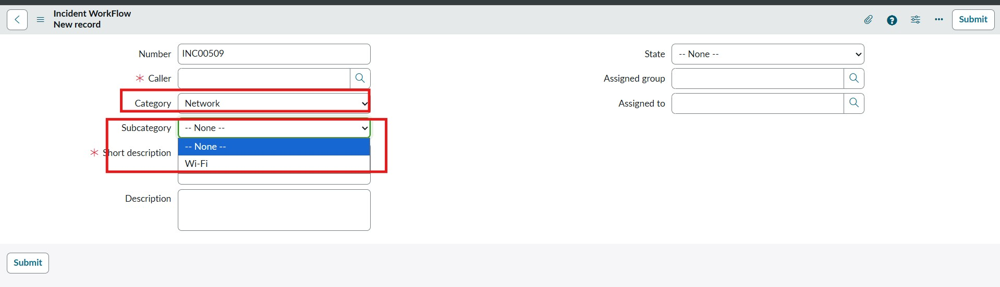 Incident WorkFlow
New record
Submit
Number INC00509
Caller
Category Network
Subcategory -- None --
-- None --
Wi-Fi
Short description
Description
State -- None --
Assigned group
Assigned to
Submit